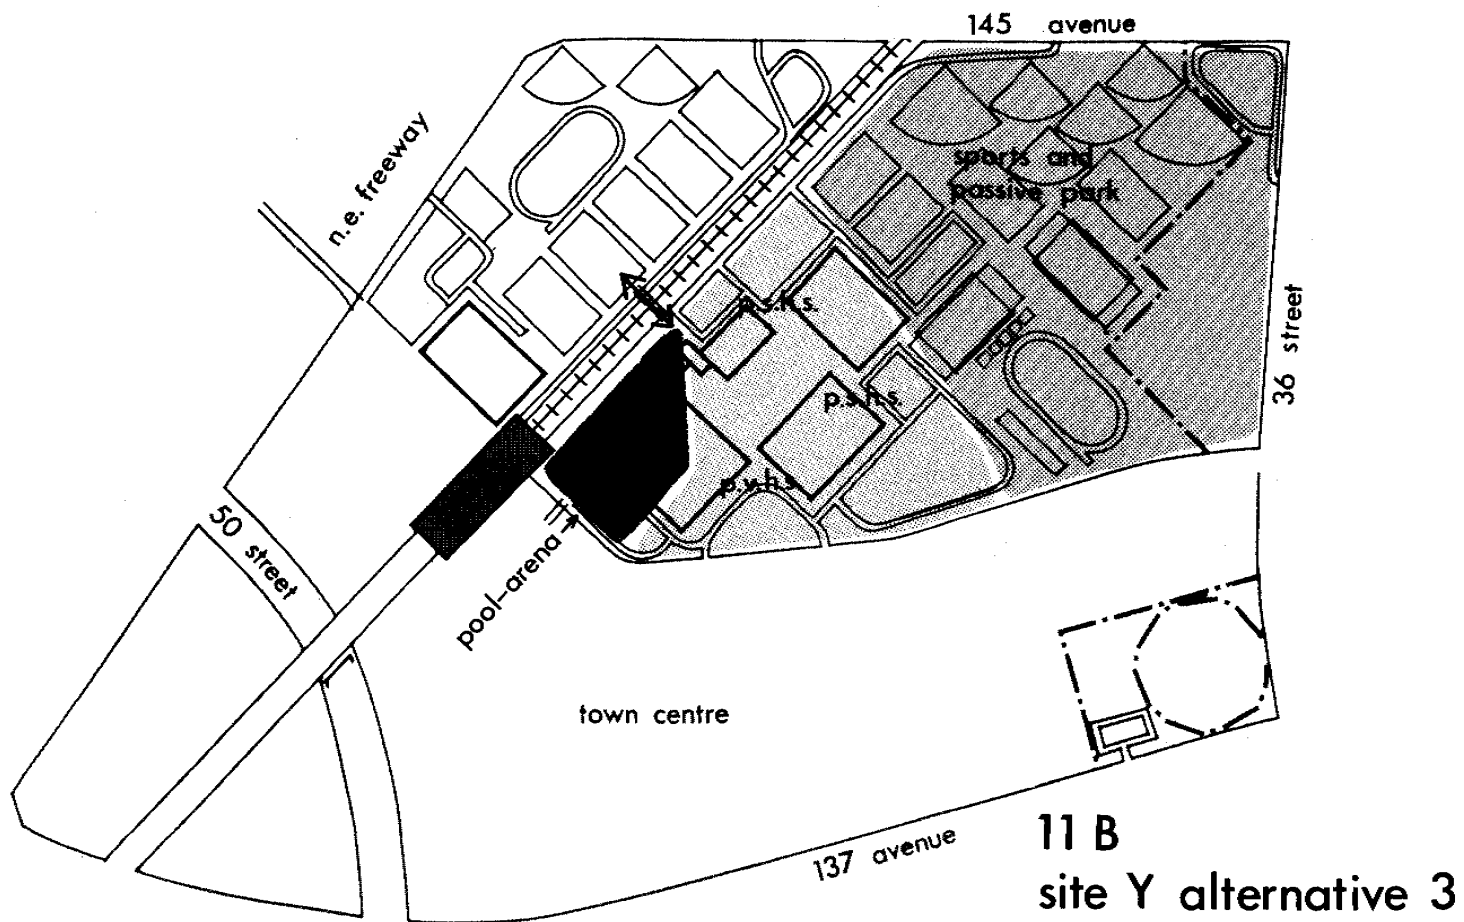 145 avenue
n.e. freeway
sports and
passive park
p.s.h.s.
36 street
p.s.h.s.
p.v.h.s.
50 street
pool-arena
town centre
137 avenue
11 B
site Y alternative 3